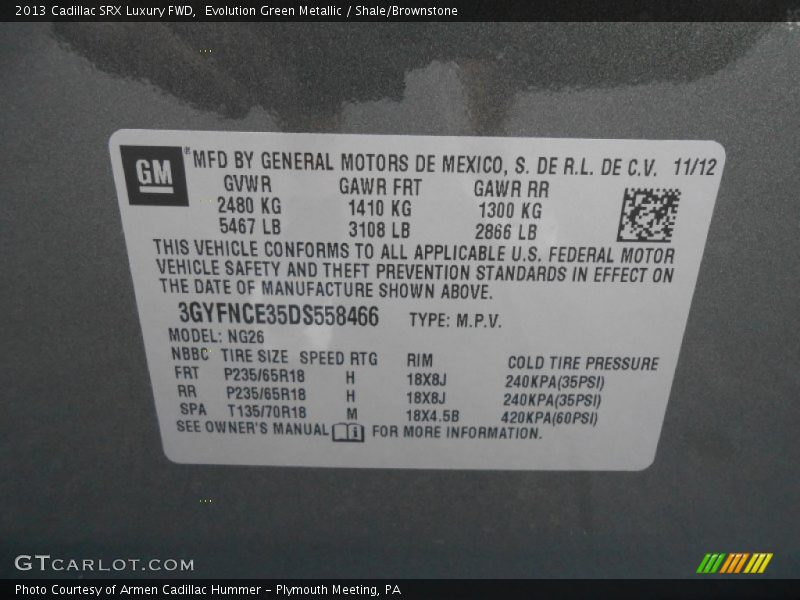 2013 Cadillac SRX Luxury FWD,  Evolution Green Metallic / Shale/Brownstone
GM ® MFD BY GENERAL MOTORS DE MEXICO, S. DE R.L. DE C.V. 11/12
GVWR GAWR FRT GAWR RR
2480 KG 1410 KG 1300 KG
5467 LB 3108 LB 2866 LB
THIS VEHICLE CONFORMS TO ALL APPLICABLE U.S. FEDERAL MOTOR
VEHICLE SAFETY AND THEFT PREVENTION STANDARDS IN EFFECT ON
THE DATE OF MANUFACTURE SHOWN ABOVE.
3GYFNCE35DS558466 TYPE: M.P.V.
MODEL: NG26
NBBC TIRE SIZE SPEED RTG RIM COLD TIRE PRESSURE
FRT P235/65R18 H 18X8J 240KPA(35PSI)
RR P235/65R18 H 18X8J 240KPA(35PSI)
SPA T135/70R18 M 18X4.5B 420KPA(60PSI)
SEE OWNER'S MANUAL FOR MORE INFORMATION.
GTCARLOT.COM
Photo Courtesy of Armen Cadillac Hummer - Plymouth Meeting, PA